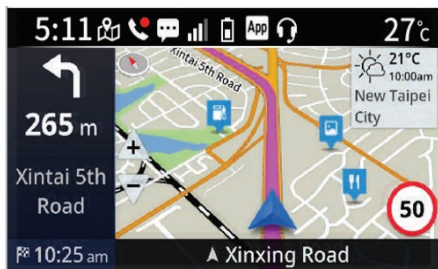 5:11
App
27°c
265 m
Xintai 5th
Road
10:25 am
Xintai 5th Road
21°C
10:00am
New Taipei
City
50
Xinxing Road